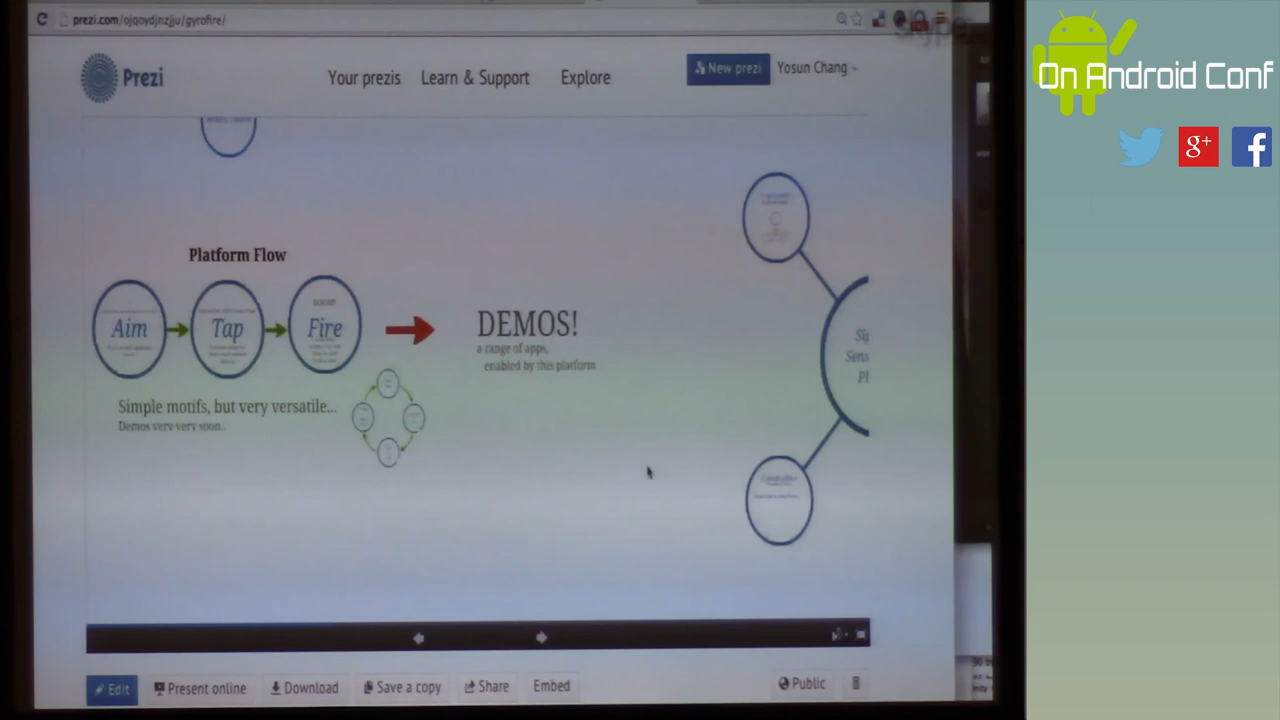 prezi.com/ojqoydjnzjju/gyrofire/
skype
Prezi
Your prezis
Learn & Support
Explore
New prezi
Yosun Chang
On Android Conf
g+
f
Platform Flow
Aim
Tap
Fire
DEMOS!
a range of apps,
enabled by this platform
Simple motifs, but very versatile...
Demos very very soon..
Edit
Present online
Download
Save a copy
Share
Embed
Public